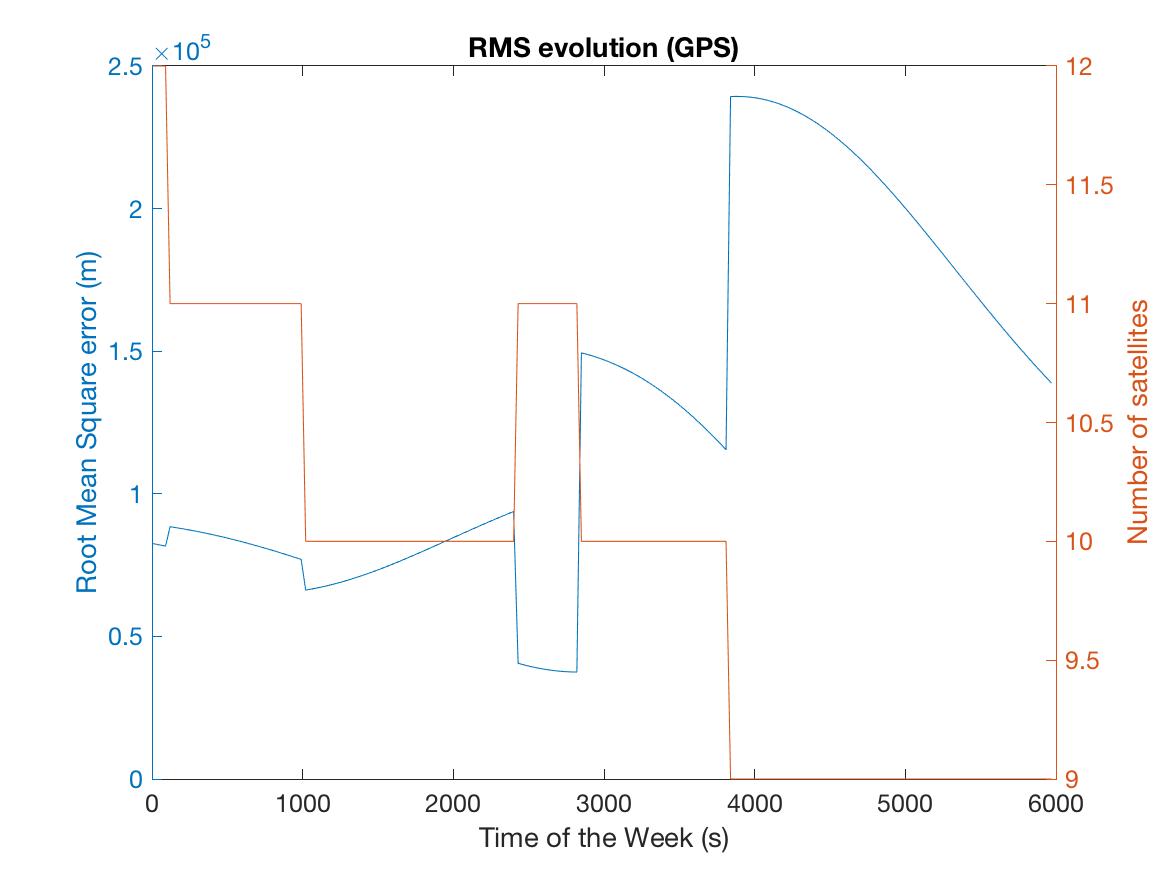 RMS evolution (GPS)
×10^5
2.5
2
1.5
1
0.5
0
Root Mean Square error (m)
12
11.5
11
10.5
10
9.5
9
Number of satellites
0 1000 2000 3000 4000 5000 6000
Time of the Week (s)